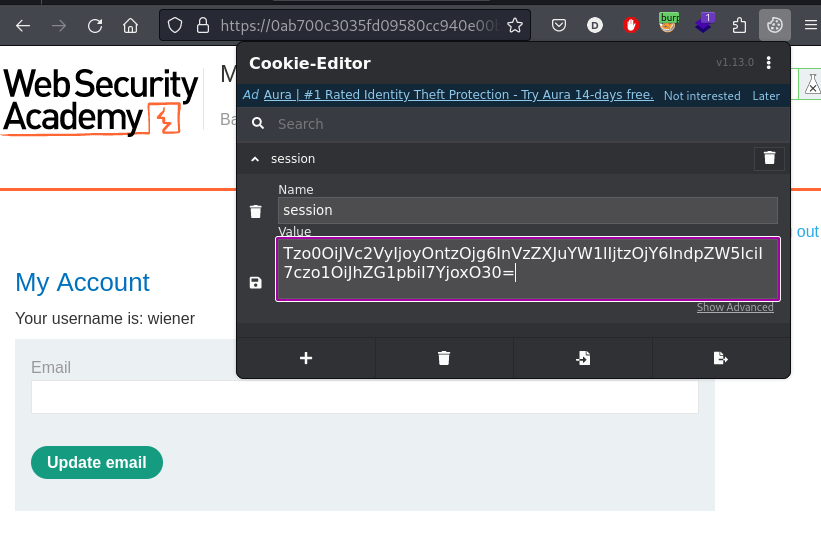 https://0ab700c3035fd09580cc940e00
burp
1
D
Cookie-Editor
v1.13.0
Ad Aura | #1 Rated Identity Theft Protection - Try Aura 14-days free. Not interested Later
Search
session
Name
session
Value
Tzo0OiJVc2VyIjoyOntzOjg6InVzZXJuYW1lIjtzOjY6IndpZW5lciI
7czo1OiJhZG1pbiI7YjoxO30=
Show Advanced
Web Security
Academy
M
Ba
out
My Account
Your username is: wiener
Email
Update email